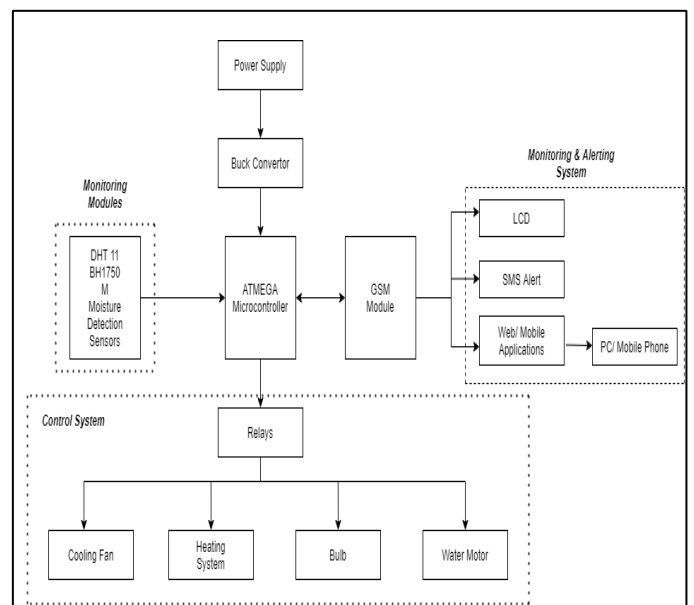 Power Supply
Buck Convertor
Monitoring
Modules
DHT 11
BH1750
M
Moisture
Detection
Sensors
ATMEGA
Microcontroller
GSM
Module
Monitoring & Alerting
System
LCD
SMS Alert
Web/ Mobile
Applications
PC/ Mobile Phone
Control System
Relays
Cooling Fan
Heating
System
Bulb
Water Motor